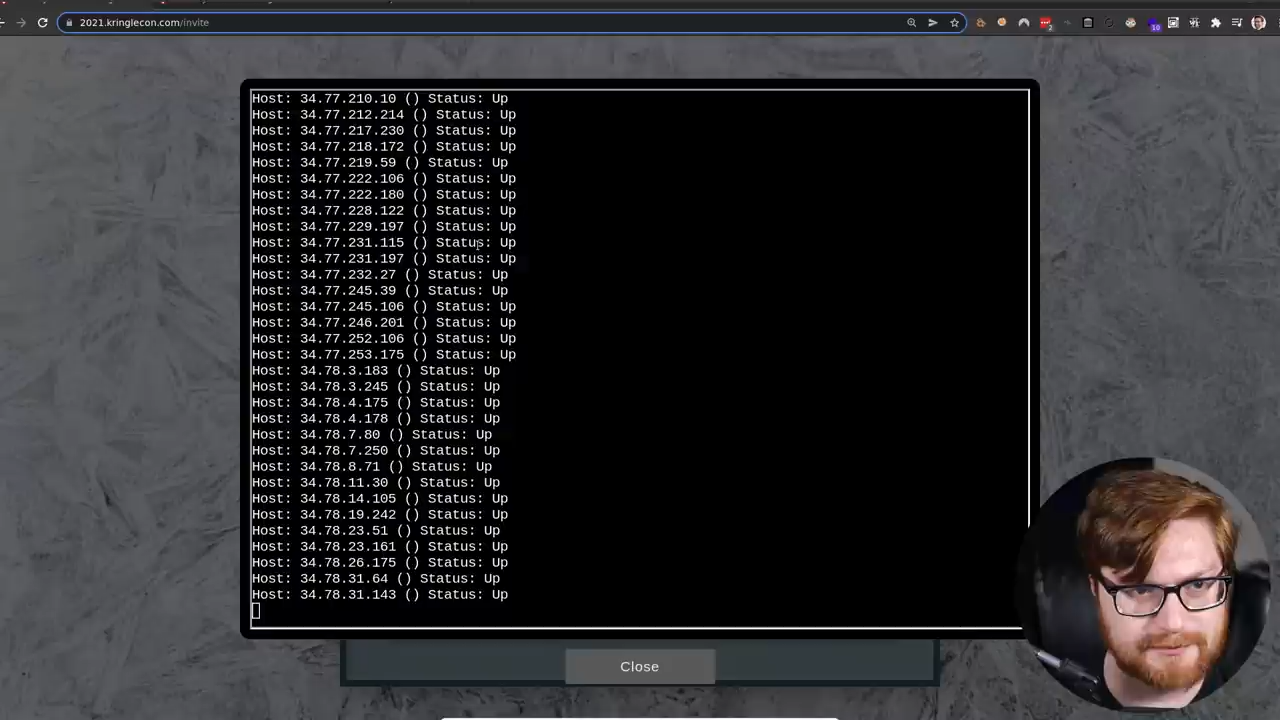 2021.kringlecon.com/invite
2
10
Host: 34.77.210.10 () Status: Up
Host: 34.77.212.214 () Status: Up
Host: 34.77.217.230 () Status: Up
Host: 34.77.218.172 () Status: Up
Host: 34.77.219.59 () Status: Up
Host: 34.77.222.106 () Status: Up
Host: 34.77.222.180 () Status: Up
Host: 34.77.228.122 () Status: Up
Host: 34.77.229.197 () Status: Up
Host: 34.77.231.115 () Status: Up
Host: 34.77.231.197 () Status: Up
Host: 34.77.232.27 () Status: Up
Host: 34.77.245.39 () Status: Up
Host: 34.77.245.106 () Status: Up
Host: 34.77.246.201 () Status: Up
Host: 34.77.252.106 () Status: Up
Host: 34.77.253.175 () Status: Up
Host: 34.78.3.183 () Status: Up
Host: 34.78.3.245 () Status: Up
Host: 34.78.4.175 () Status: Up
Host: 34.78.4.178 () Status: Up
Host: 34.78.7.80 () Status: Up
Host: 34.78.7.250 () Status: Up
Host: 34.78.8.71 () Status: Up
Host: 34.78.11.30 () Status: Up
Host: 34.78.14.105 () Status: Up
Host: 34.78.19.242 () Status: Up
Host: 34.78.23.51 () Status: Up
Host: 34.78.23.161 () Status: Up
Host: 34.78.26.175 () Status: Up
Host: 34.78.31.64 () Status: Up
Host: 34.78.31.143 () Status: Up
Close